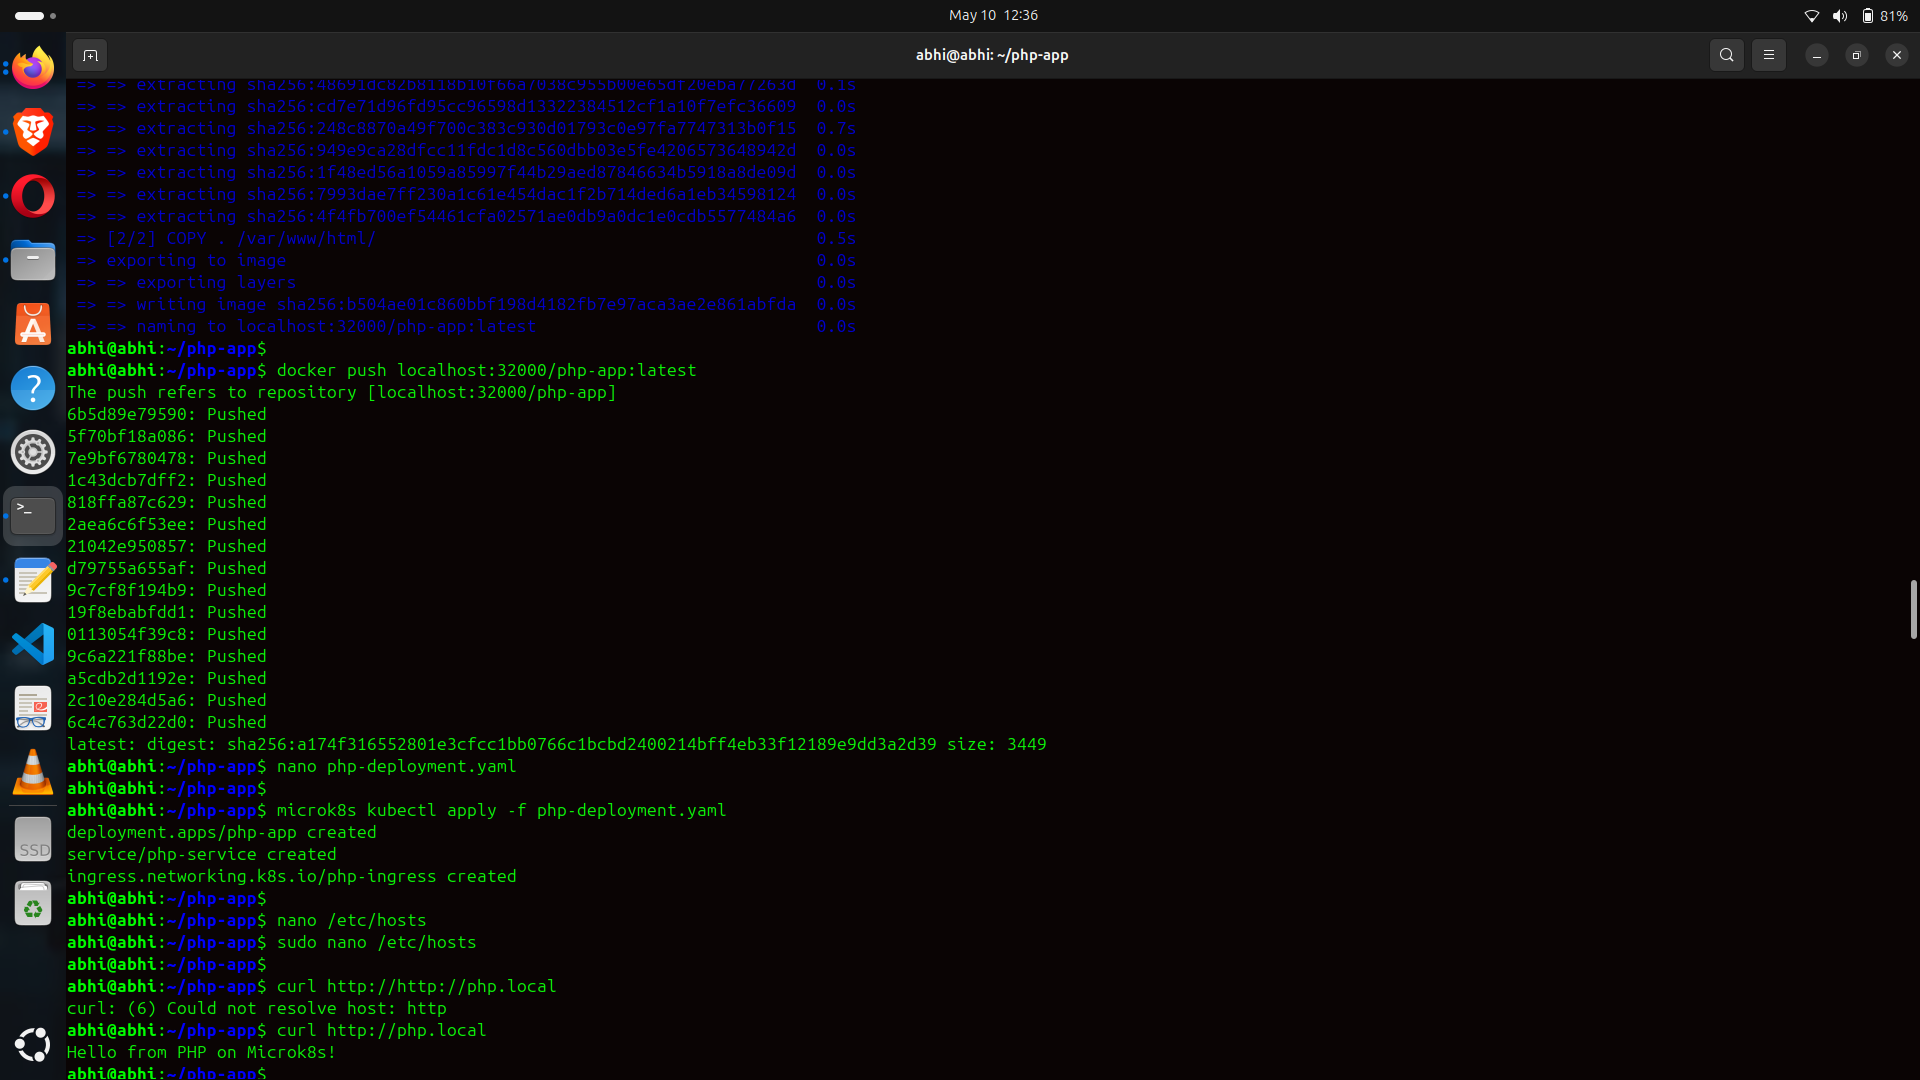 May 10 12:36
81%
abhi@abhi: ~/php-app
=> => extracting sha256:48691dc82b8118b10f66a7038c955b00e65df20eba77263d 0.1s
=> => extracting sha256:cd7e71d96fd95cc96598d13322384512cf1a10f7efc36609 0.0s
=> => extracting sha256:248c8870a49f700c383c930d01793c0e97fa7747313b0f15 0.7s
=> => extracting sha256:949e9ca28dfcc11fdc1d8c560dbb03e5fe4206573648942d 0.0s
=> => extracting sha256:1f48ed56a1059a85997f44b29aed87846634b5918a8de09d 0.0s
=> => extracting sha256:7993dae7ff230a1c61e454dac1f2b714ded6a1eb34598124 0.0s
=> => extracting sha256:4f4fb700ef54461cfa02571ae0db9a0dc1e0cdb5577484a6 0.0s
=> [2/2] COPY . /var/www/html/ 0.5s
=> exporting to image 0.0s
=> => exporting layers 0.0s
=> => writing image sha256:b504ae01c860bbf198d4182fb7e97aca3ae2e861abfda 0.0s
=> => naming to localhost:32000/php-app:latest 0.0s
abhi@abhi:~/php-app$
abhi@abhi:~/php-app$ docker push localhost:32000/php-app:latest
The push refers to repository [localhost:32000/php-app]
6b5d89e79590: Pushed
5f70bf18a086: Pushed
7e9bf6780478: Pushed
1c43dcb7dff2: Pushed
818ffa87c629: Pushed
2aea6c6f53ee: Pushed
21042e950857: Pushed
d79755a655af: Pushed
9c7cf8f194b9: Pushed
19f8ebabfdd1: Pushed
0113054f39c8: Pushed
9c6a221f88be: Pushed
a5cdb2d1192e: Pushed
2c10e284d5a6: Pushed
6c4c763d22d0: Pushed
latest: digest: sha256:a174f316552801e3cfcc1bb0766c1bcbd2400214bff4eb33f12189e9dd3a2d39 size: 3449
abhi@abhi:~/php-app$ nano php-deployment.yaml
abhi@abhi:~/php-app$
abhi@abhi:~/php-app$ microk8s kubectl apply -f php-deployment.yaml
deployment.apps/php-app created
service/php-service created
ingress.networking.k8s.io/php-ingress created
abhi@abhi:~/php-app$
abhi@abhi:~/php-app$ nano /etc/hosts
abhi@abhi:~/php-app$ sudo nano /etc/hosts
abhi@abhi:~/php-app$
abhi@abhi:~/php-app$ curl http://http://php.local
curl: (6) Could not resolve host: http
abhi@abhi:~/php-app$ curl http://php.local
Hello from PHP on Microk8s!
abhi@abhi:~/php-app$
SSD